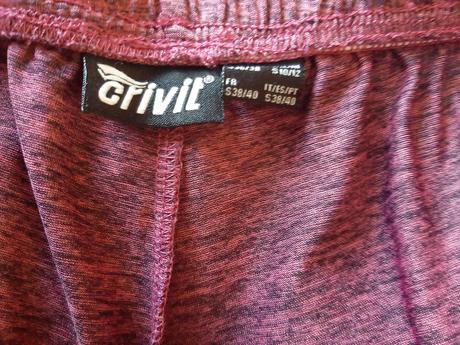 crivit®
S10/12
FR
S38/40
IT/ES/PT
S38/40